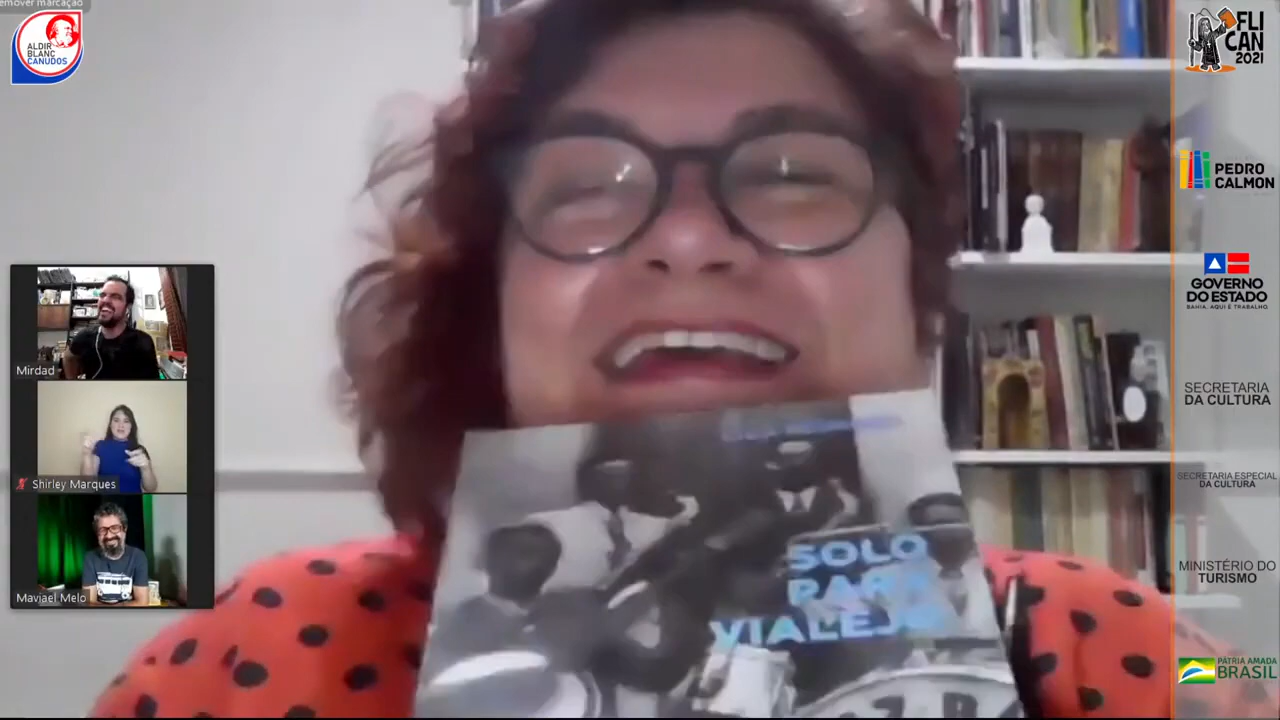 emover marcação
ALDIR
BLANC
CANUDOS
FLI
CAN
2021
PEDRO
CALMON
GOVERNO
DO ESTADO
BAHIA. AQUI É TRABALHO.
SECRETARIA
DA CULTURA
SECRETARIA ESPECIAL
DA CULTURA
MINISTÉRIO DO
TURISMO
PÁTRIA AMADA
BRASIL
Mirdad
Shirley Marques
Maviael Melo
SOLO
PARA
VIALEJO